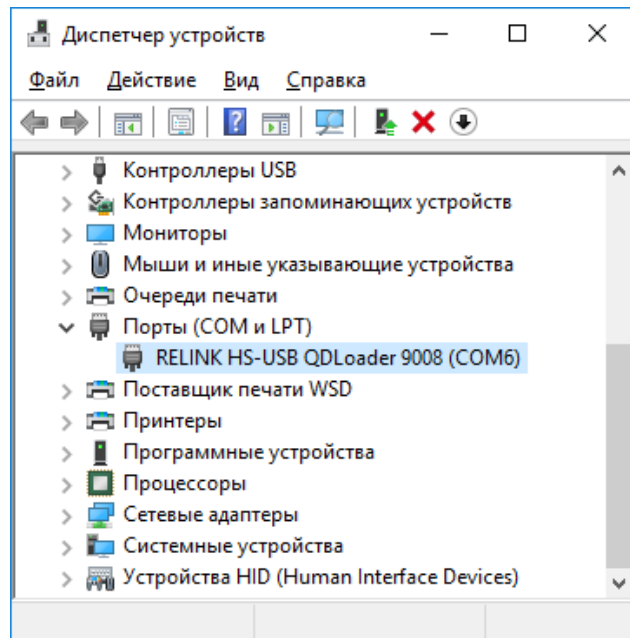 Диспетчер устройств
Файл Действие Вид Справка
Контроллеры USB
Контроллеры запоминающих устройств
Мониторы
Мыши и иные указывающие устройства
Очереди печати
Порты (COM и LPT)
RELINK HS-USB QDLoader 9008 (COM6)
Поставщик печати WSD
Принтеры
Программные устройства
Процессоры
Сетевые адаптеры
Системные устройства
Устройства HID (Human Interface Devices)